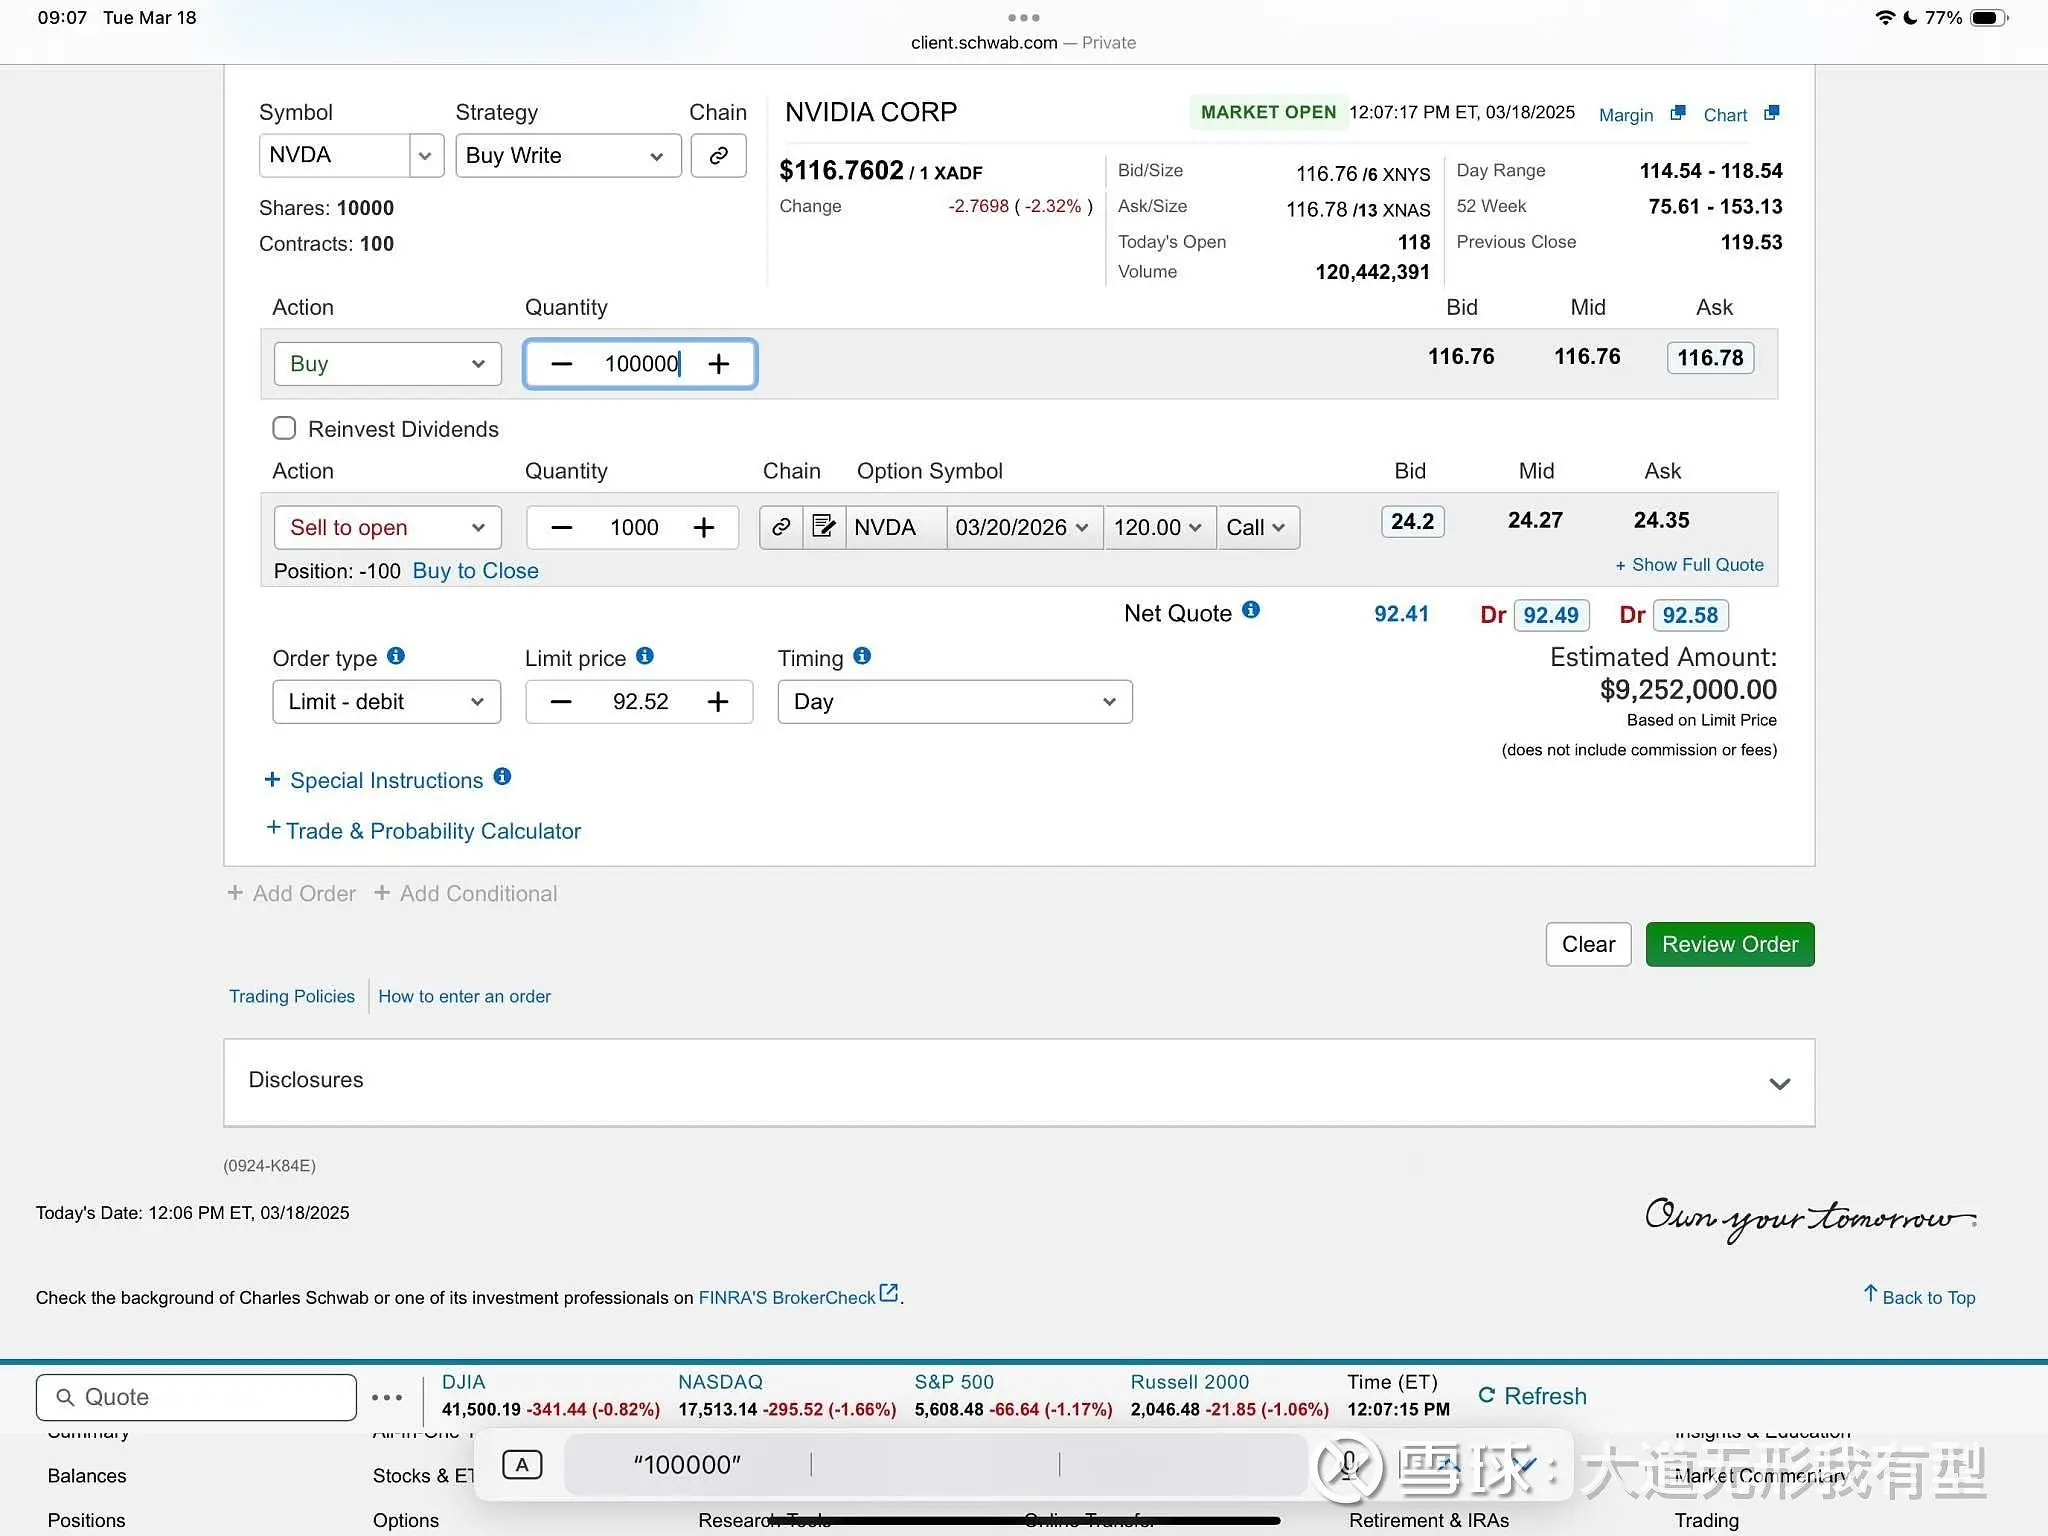 09:07 Tue Mar 18
77%
client.schwab.com — Private
Symbol Strategy Chain
NVDA Buy Write
Shares: 10000
Contracts: 100
NVIDIA CORP
MARKET OPEN 12:07:17 PM ET, 03/18/2025 Margin Chart
$116.7602 / 1 XADF
Change -2.7698 ( -2.32% )
Bid/Size 116.76 /6 XNYS
Ask/Size 116.78 /13 XNAS
Today's Open 118
Volume 120,442,391
Day Range 114.54 - 118.54
52 Week 75.61 - 153.13
Previous Close 119.53
Action Quantity Bid Mid Ask
Buy — 100000 + 116.76 116.76 116.78
Reinvest Dividends
Action Quantity Chain Option Symbol Bid Mid Ask
Sell to open — 1000 + NVDA 03/20/2026 120.00 Call 24.2 24.27 24.35
Position: -100 Buy to Close + Show Full Quote
Net Quote 92.41 Dr 92.49 Dr 92.58
Order type Limit price Timing
Limit - debit — 92.52 + Day
Estimated Amount:
$9,252,000.00
Based on Limit Price
(does not include commission or fees)
+ Special Instructions
+ Trade & Probability Calculator
+ Add Order + Add Conditional
Clear Review Order
Trading Policies How to enter an order
Disclosures
(0924-K84E)
Today's Date: 12:06 PM ET, 03/18/2025
Own your tomorrow.
Check the background of Charles Schwab or one of its investment professionals on FINRA'S BrokerCheck.
Back to Top
Quote
DJIA NASDAQ S&P 500 Russell 2000 Time (ET)
41,500.19 -341.44 (-0.82%) 17,513.14 -295.52 (-1.66%) 5,608.48 -66.64 (-1.17%) 2,046.48 -21.85 (-1.06%) 12:07:15 PM
Refresh
Summary Insights & Education
A "100000"
雪球：大道无形我有型
Balances Stocks & ET Market Commentary
Positions Options Research Tools Online Transfer Retirement & IRAs Trading